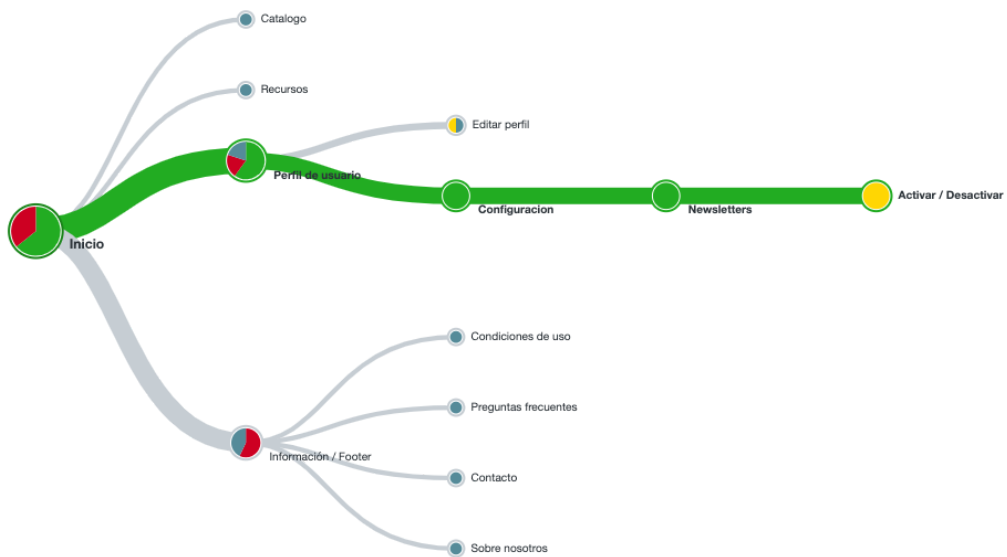 Catalogo
Recursos
Editar perfil
Perfil de usuario
Activar / Desactivar
Configuracion
Newsletters
Inicio
Condiciones de uso
Preguntas frecuentes
Información / Footer
Contacto
Sobre nosotros